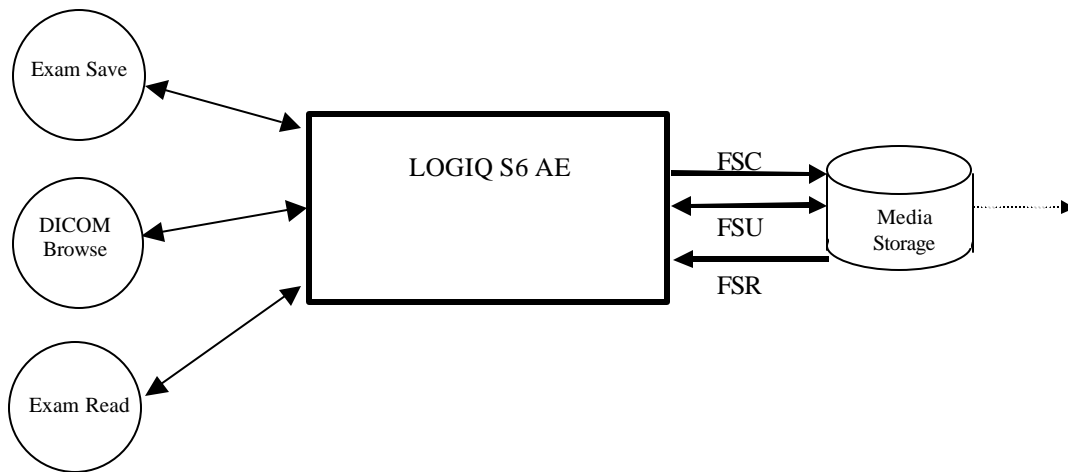 Exam Save
DICOM
Browse
Exam Read
LOGIQ S6 AE
FSC
FSU
FSR
Media
Storage